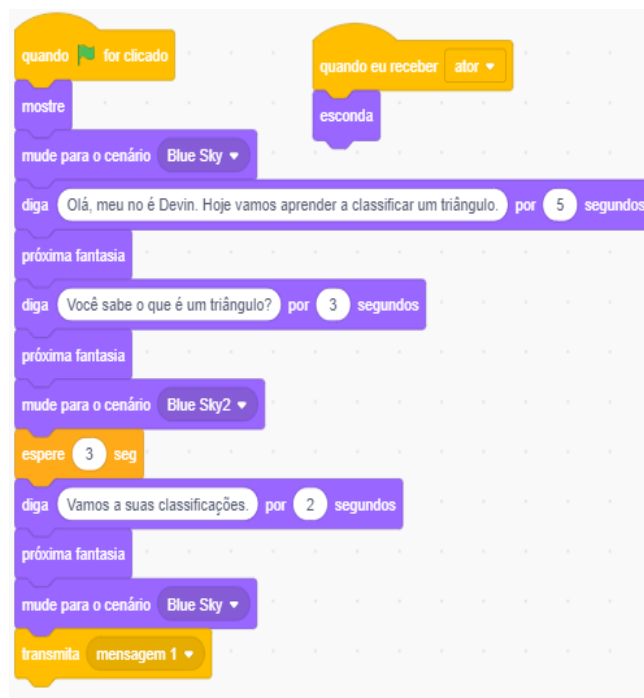 quando for clicado
mostre
mude para o cenário Blue Sky
diga Olá, meu no é Devin. Hoje vamos aprender a classificar um triângulo. por 5 segundos
próxima fantasia
diga Você sabe o que é um triângulo? por 3 segundos
próxima fantasia
mude para o cenário Blue Sky2
espere 3 seg
diga Vamos a suas classificações. por 2 segundos
próxima fantasia
mude para o cenário Blue Sky
transmita mensagem 1
quando eu receber ator
esconda